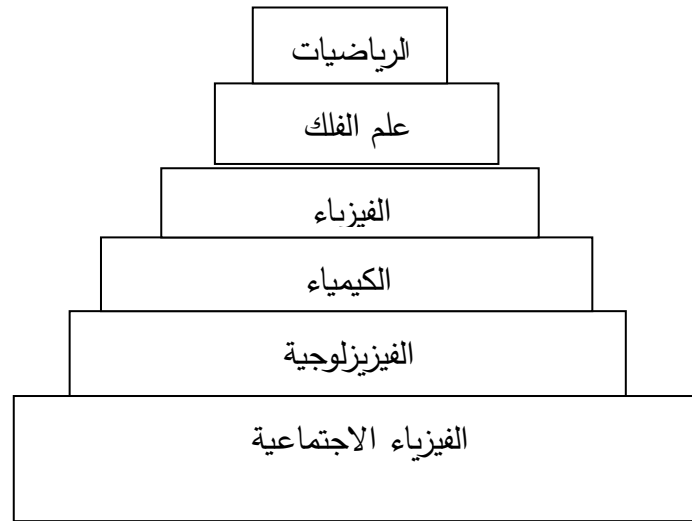 الرياضيات
علم الفلك
الفيزياء
الكيمياء
الفيزيزلوجية
الفيزياء الاجتماعية